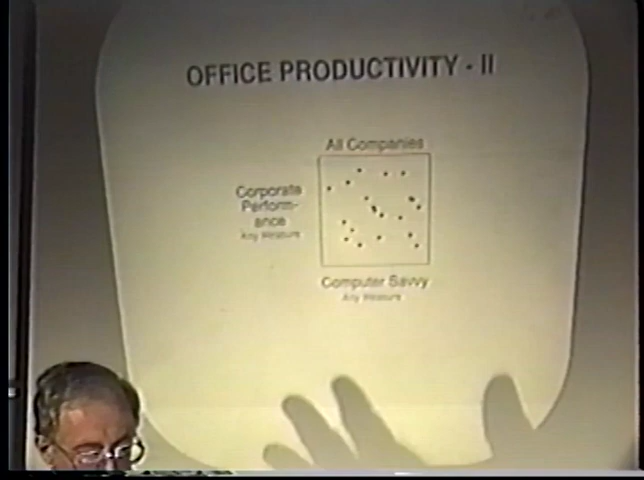 OFFICE PRODUCTIVITY - II
All Companies
Corporate
Perform-
ance
Any Measure
Computer Savvy
Any Measure